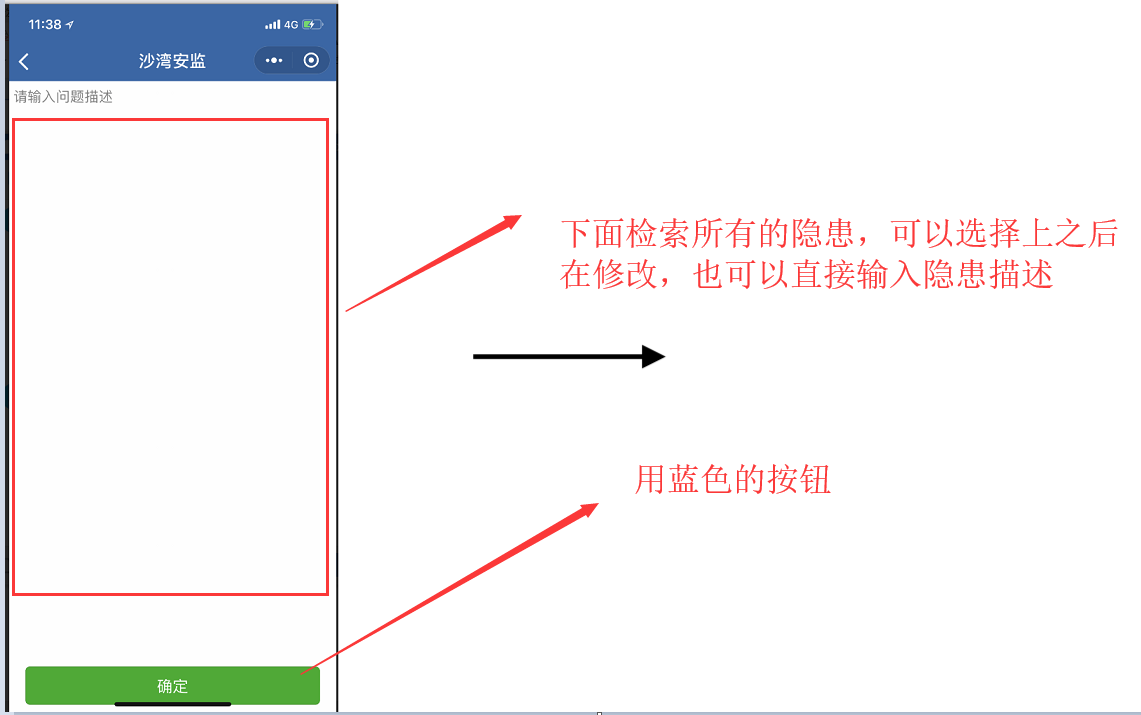 11:38
4G
沙湾安监
请输入问题描述
下面检索所有的隐患，可以选择上之后
在修改，也可以直接输入隐患描述
用蓝色的按钮
确定